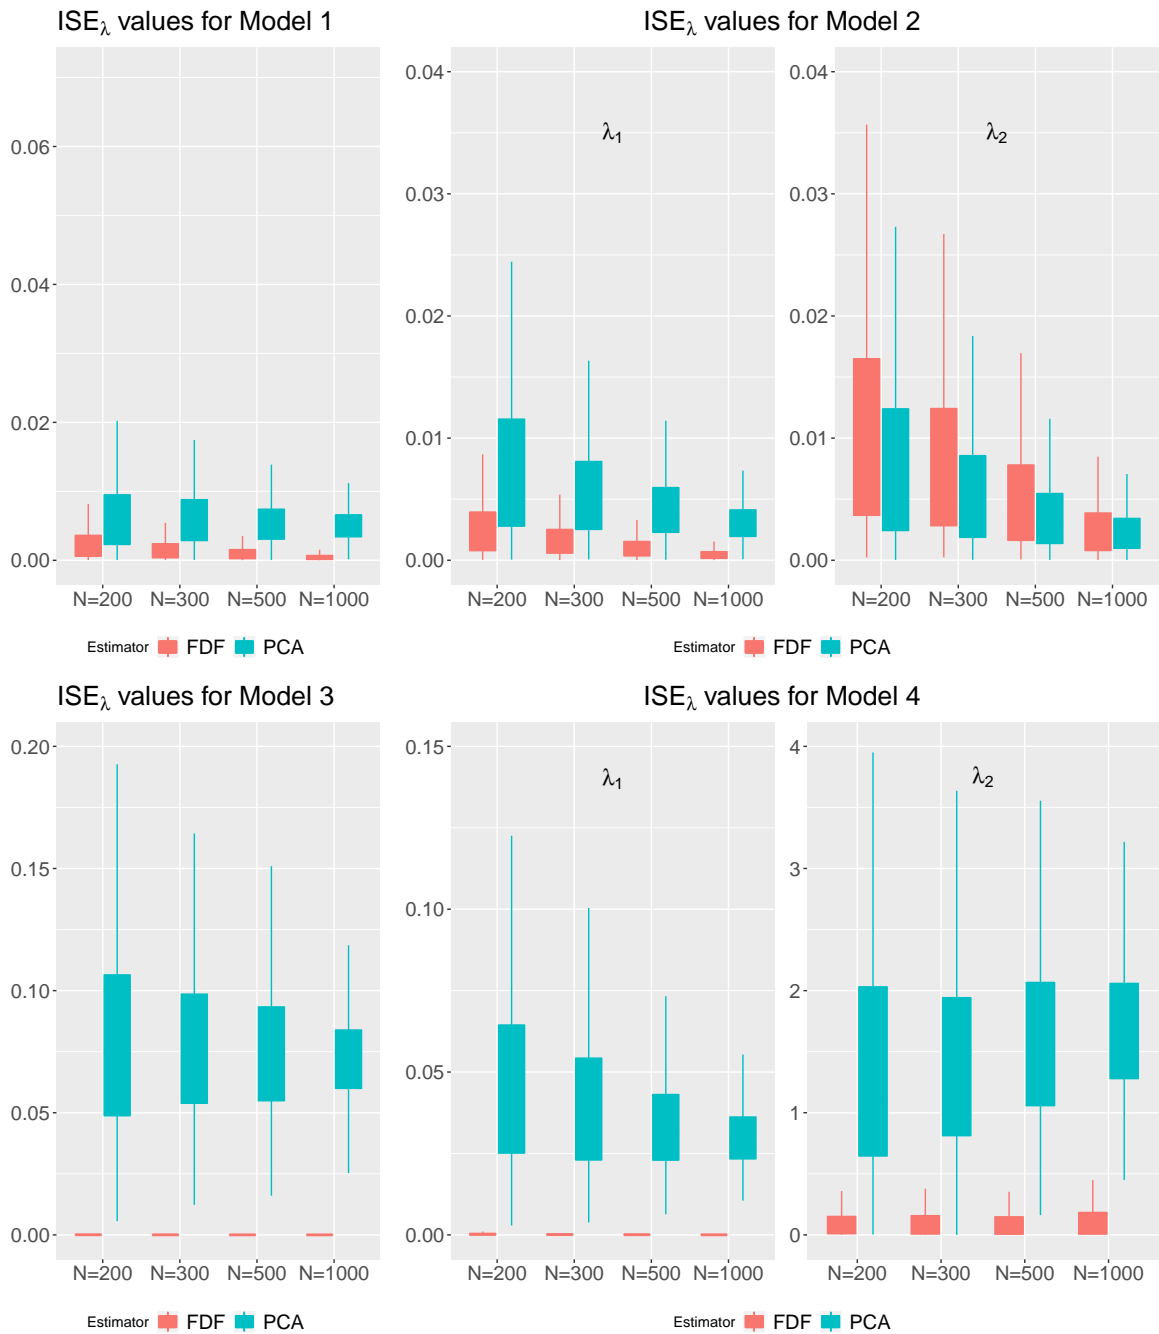 ISEλ values for Model 1
0.06
0.04
0.02
0.00
N=200 N=300 N=500 N=1000
Estimator FDF PCA
ISEλ values for Model 2
λ1
0.04
0.03
0.02
0.01
0.00
N=200 N=300 N=500 N=1000
λ2
0.04
0.03
0.02
0.01
0.00
N=200 N=300 N=500 N=1000
Estimator FDF PCA
ISEλ values for Model 3
0.20
0.15
0.10
0.05
0.00
N=200 N=300 N=500 N=1000
Estimator FDF PCA
ISEλ values for Model 4
λ1
0.15
0.10
0.05
0.00
N=200 N=300 N=500 N=1000
λ2
4
3
2
1
0
N=200 N=300 N=500 N=1000
Estimator FDF PCA